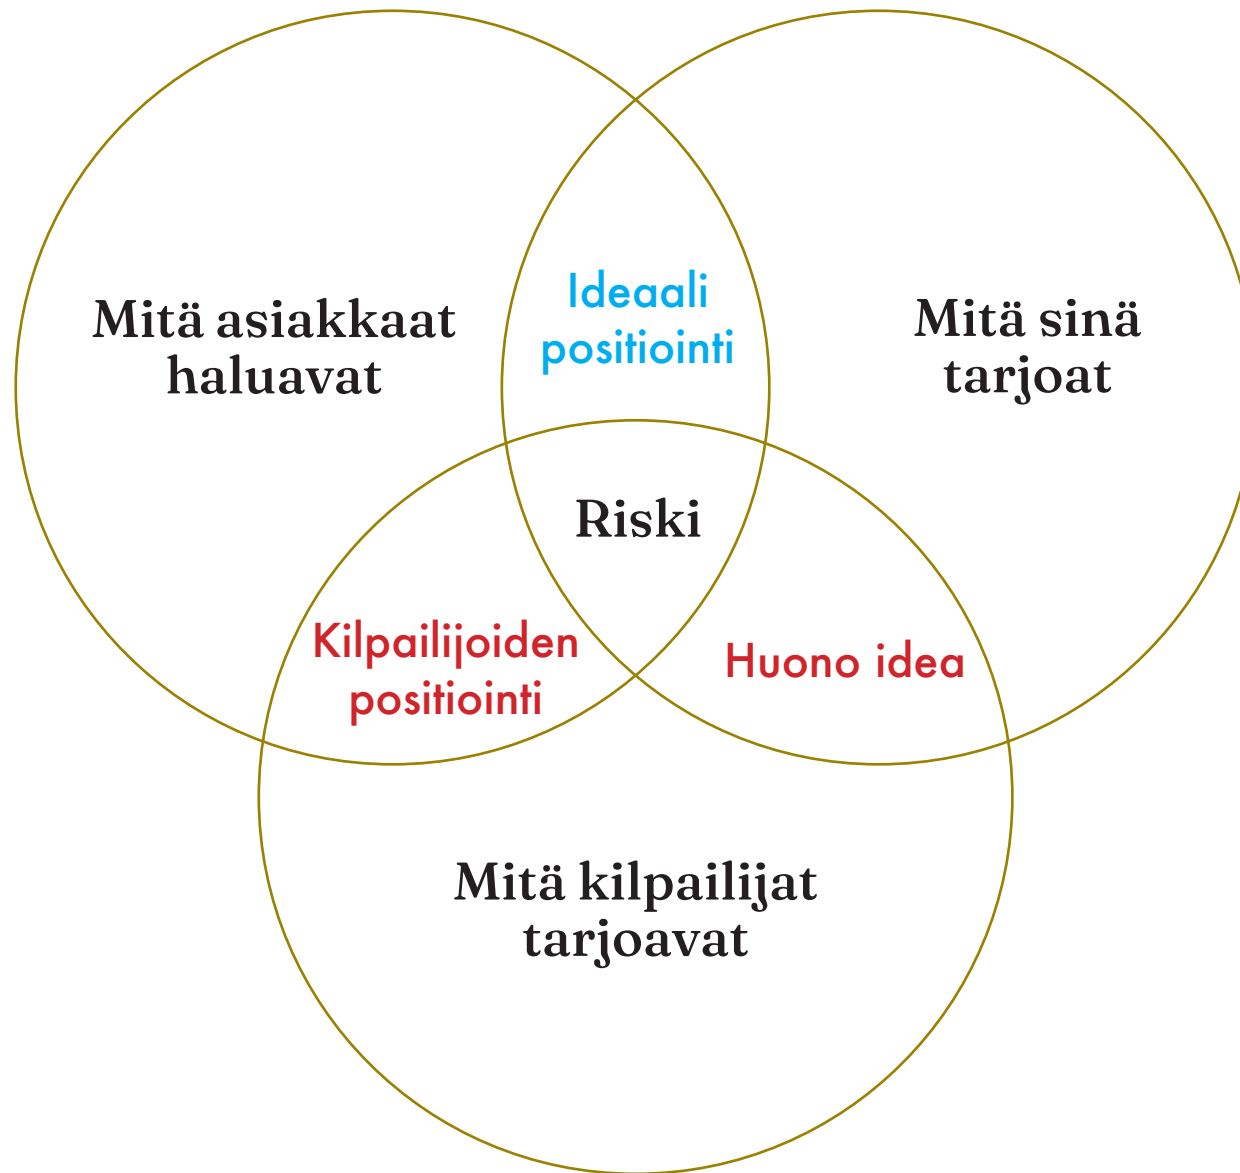 Mitä asiakkaat
haluavat
Ideaali
positiointi
Mitä sinä
tarjoat
Riski
Kilpailijoiden
positiointi
Huono idea
Mitä kilpailijat
tarjoavat